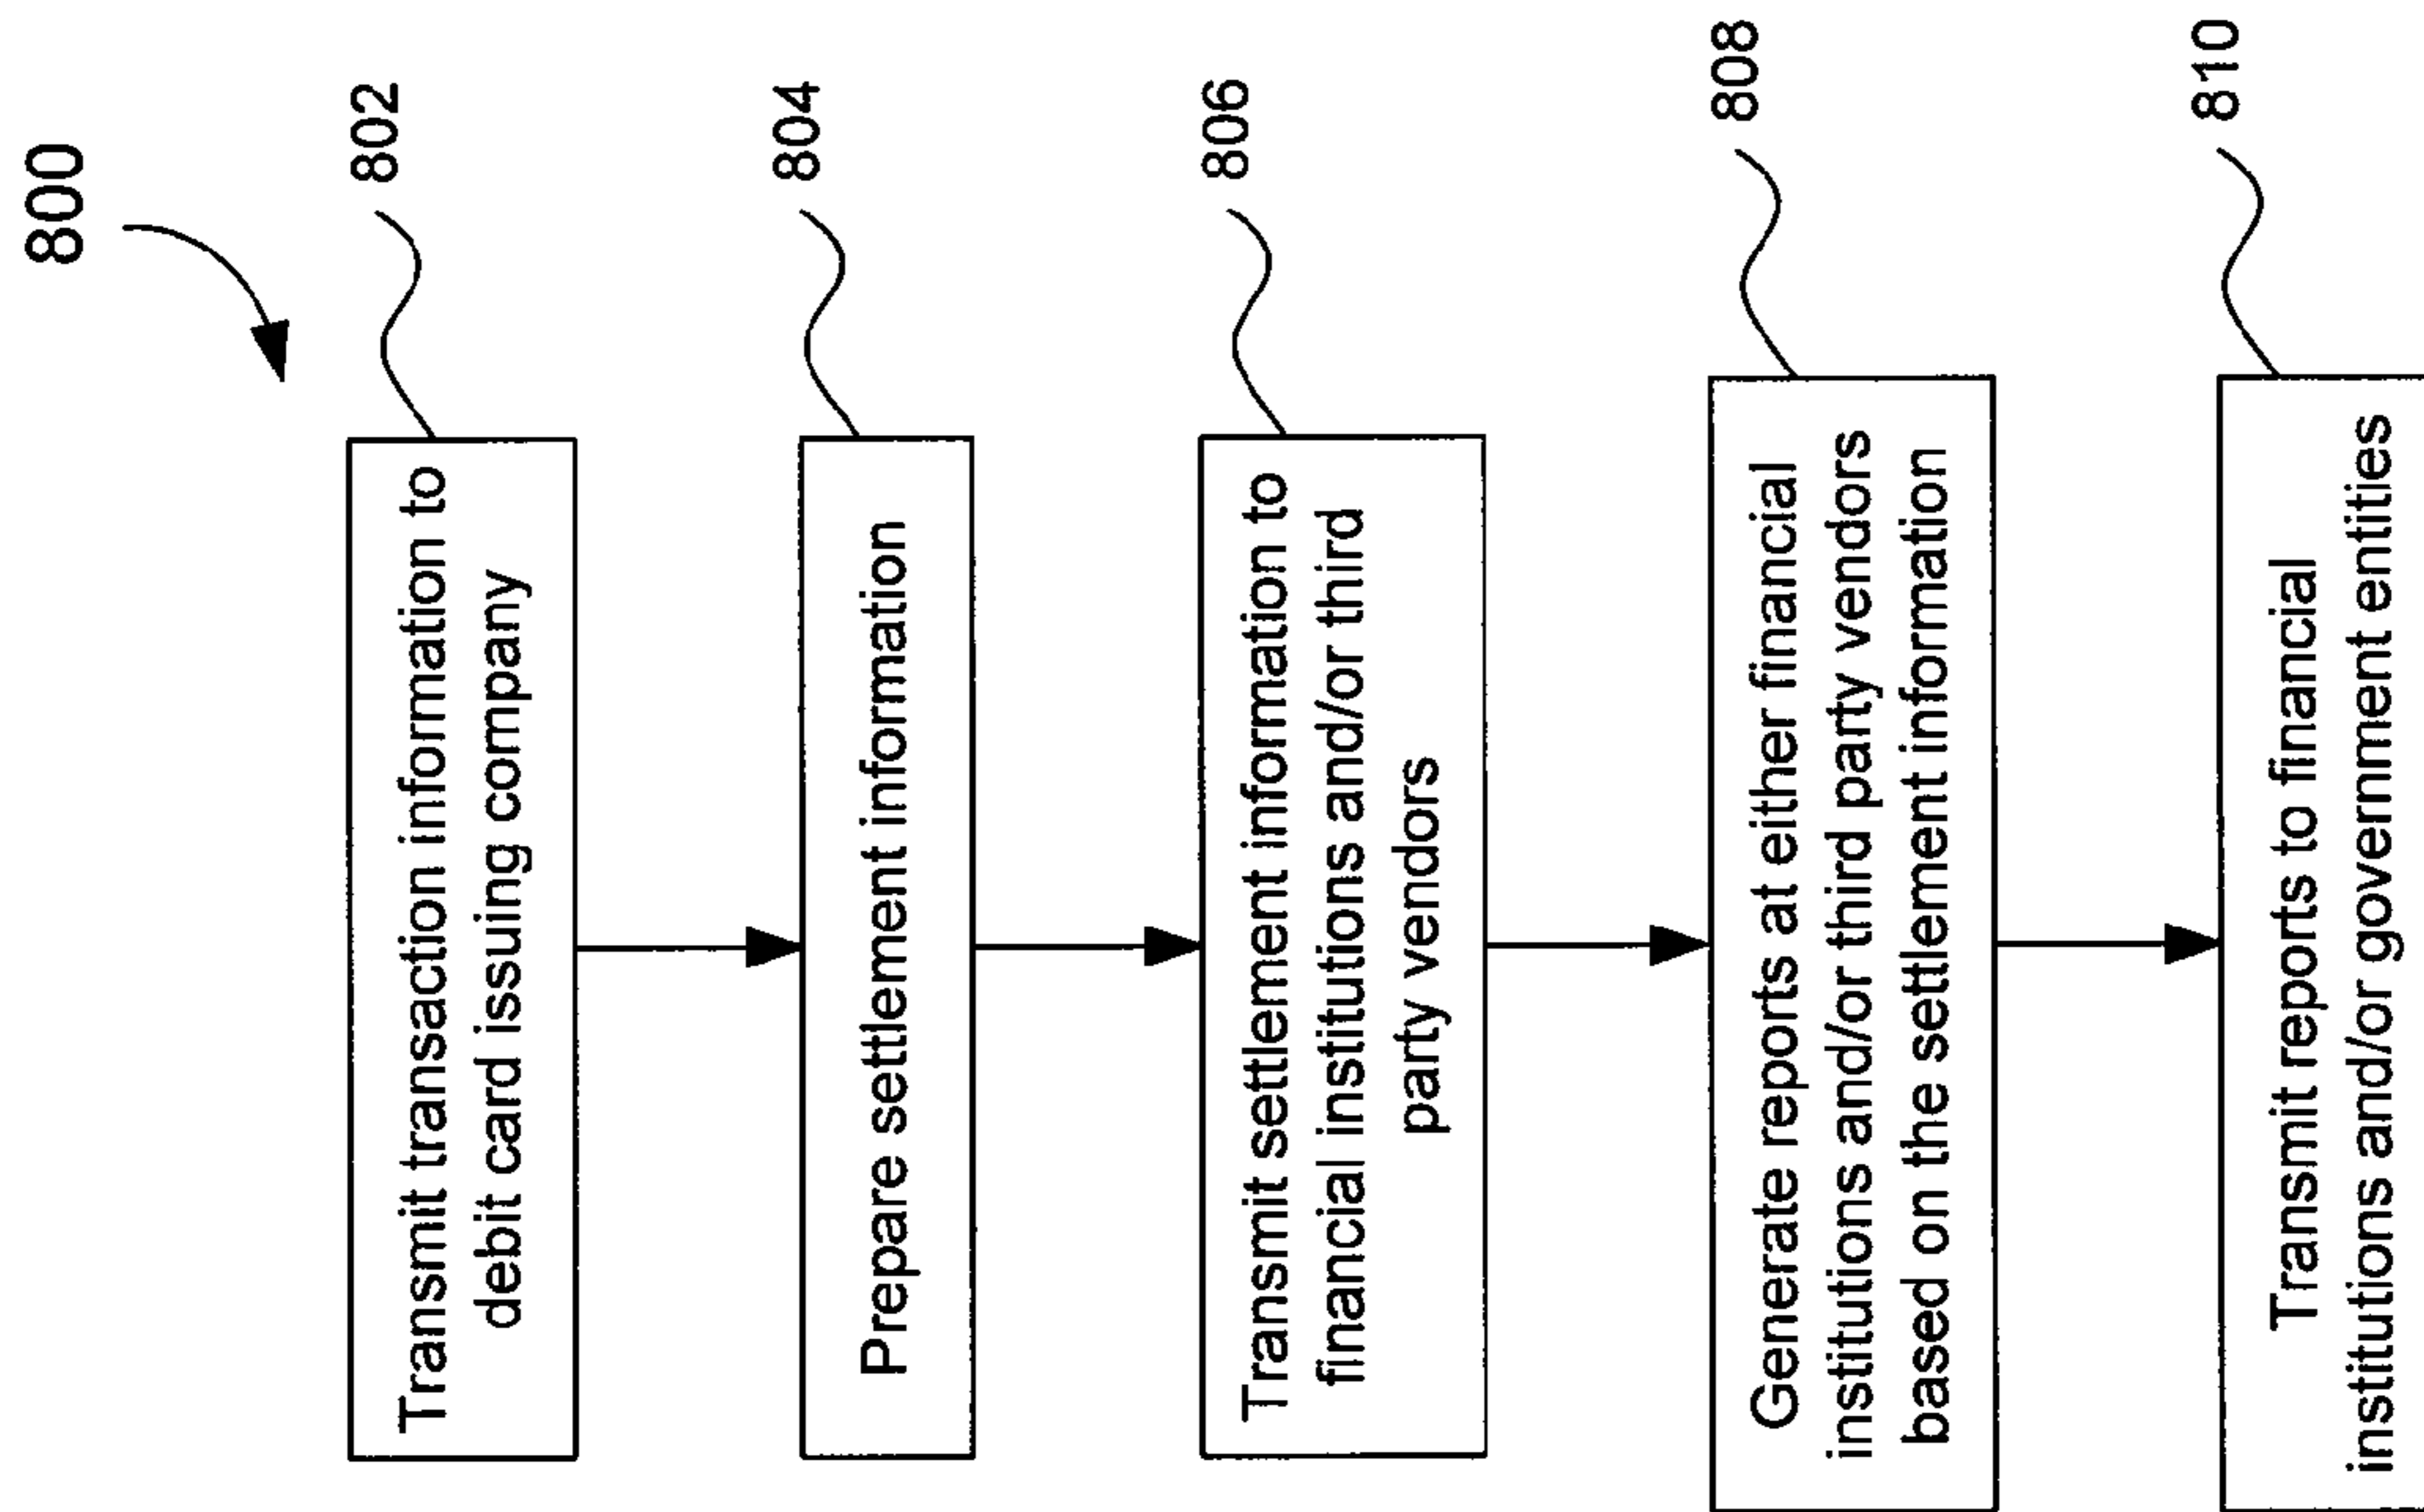 800
802
Transmit transaction information to
debit card issuing company
804
Prepare settlement information
806
Transmit settlement information to
financial institutions and/or third
party vendors
808
Generate reports at either financial
institutions and/or third party vendors
based on the settlement information
810
Transmit reports to financial
institutions and/or government entities